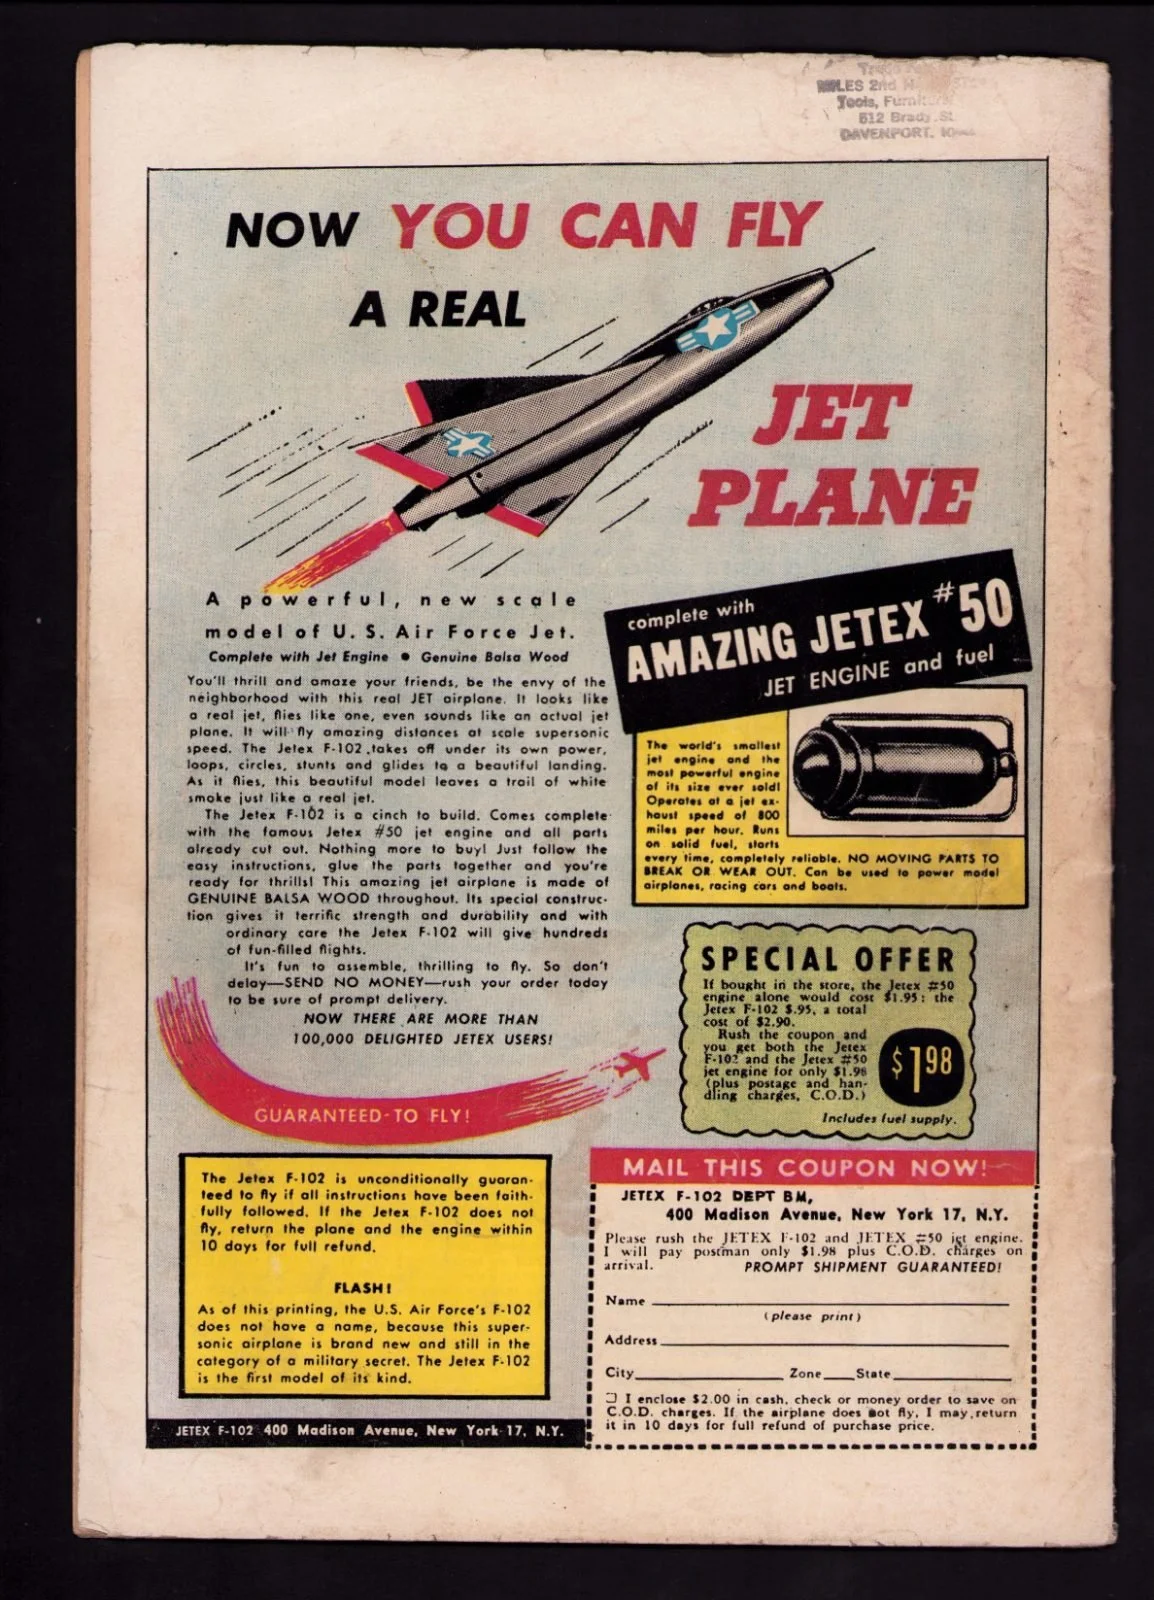 LES 2nd
Tools,
612 Brady St
DAVENPORT,
NOW YOU CAN FLY
A REAL
JET
PLANE
A powerful, new scale
model of U. S. Air Force Jet.
Complete with Jet Engine ● Genuine Balsa Wood
You'll thrill and amaze your friends, be the envy of the
neighborhood with this real JET airplane. It looks like
a real jet, flies like one, even sounds like an actual jet
plane. It will fly amazing distances at scale supersonic
speed. The Jetex F-102 takes off under its own power,
loops, circles, stunts and glides to a beautiful landing.
As it flies, this beautiful model leaves a trail of white
smoke just like a real jet.
The Jetex F-102 is a cinch to build. Comes complete
with the famous Jetex #50 jet engine and all parts
already cut out. Nothing more to buy! Just follow the
easy instructions, glue the parts together and you're
ready for thrills! This amazing jet airplane is made of
GENUINE BALSA WOOD throughout. Its special construc-
tion gives it terrific strength and durability and with
ordinary care the Jetex F-102 will give hundreds
of fun-filled flights.
It's fun to assemble, thrilling to fly. So don't
delay—SEND NO MONEY—rush your order today
to be sure of prompt delivery.
NOW THERE ARE MORE THAN
100,000 DELIGHTED JETEX USERS!
GUARANTEED TO FLY!
complete with
AMAZING JETEX #50
JET ENGINE and fuel
The world's smallest
jet engine and the
most powerful engine
of its size ever sold!
Operates at a jet ex-
haust speed of 800
miles per hour. Runs
on solid fuel, starts
every time, completely reliable. NO MOVING PARTS TO
BREAK OR WEAR OUT. Can be used to power model
airplanes, racing cars and boats.
SPECIAL OFFER
If bought in the store, the Jetex #50
engine alone would cost $1.95; the
Jetex F-102 $.95, a total
cost of $2.90.
Rush the coupon and
you get both the Jetex
F-102 and the Jetex #50
jet engine for only $1.98
(plus postage and han-
dling charges, C.O.D.)
$198
Includes fuel supply.
The Jetex F-102 is unconditionally guaran-
teed to fly if all instructions have been faith-
fully followed. If the Jetex F-102 does not
fly, return the plane and the engine within
10 days for full refund.
FLASH!
As of this printing, the U.S. Air Force's F-102
does not have a name, because this super-
sonic airplane is brand new and still in the
category of a military secret. The Jetex F-102
is the first model of its kind.
JETEX F-102 400 Madison Avenue, New York 17, N.Y.
MAIL THIS COUPON NOW!
JETEX F-102 DEPT BM,
400 Madison Avenue, New York 17, N.Y.
Please rush the JETEX F-102 and JETEX #50 jet engine.
I will pay postman only $1.98 plus C.O.D. charges on
arrival. PROMPT SHIPMENT GUARANTEED!
Name
(please print)
Address
City Zone State
I enclose $2.00 in cash, check or money order to save on
C.O.D. charges. If the airplane does not fly, I may return
it in 10 days for full refund of purchase price.